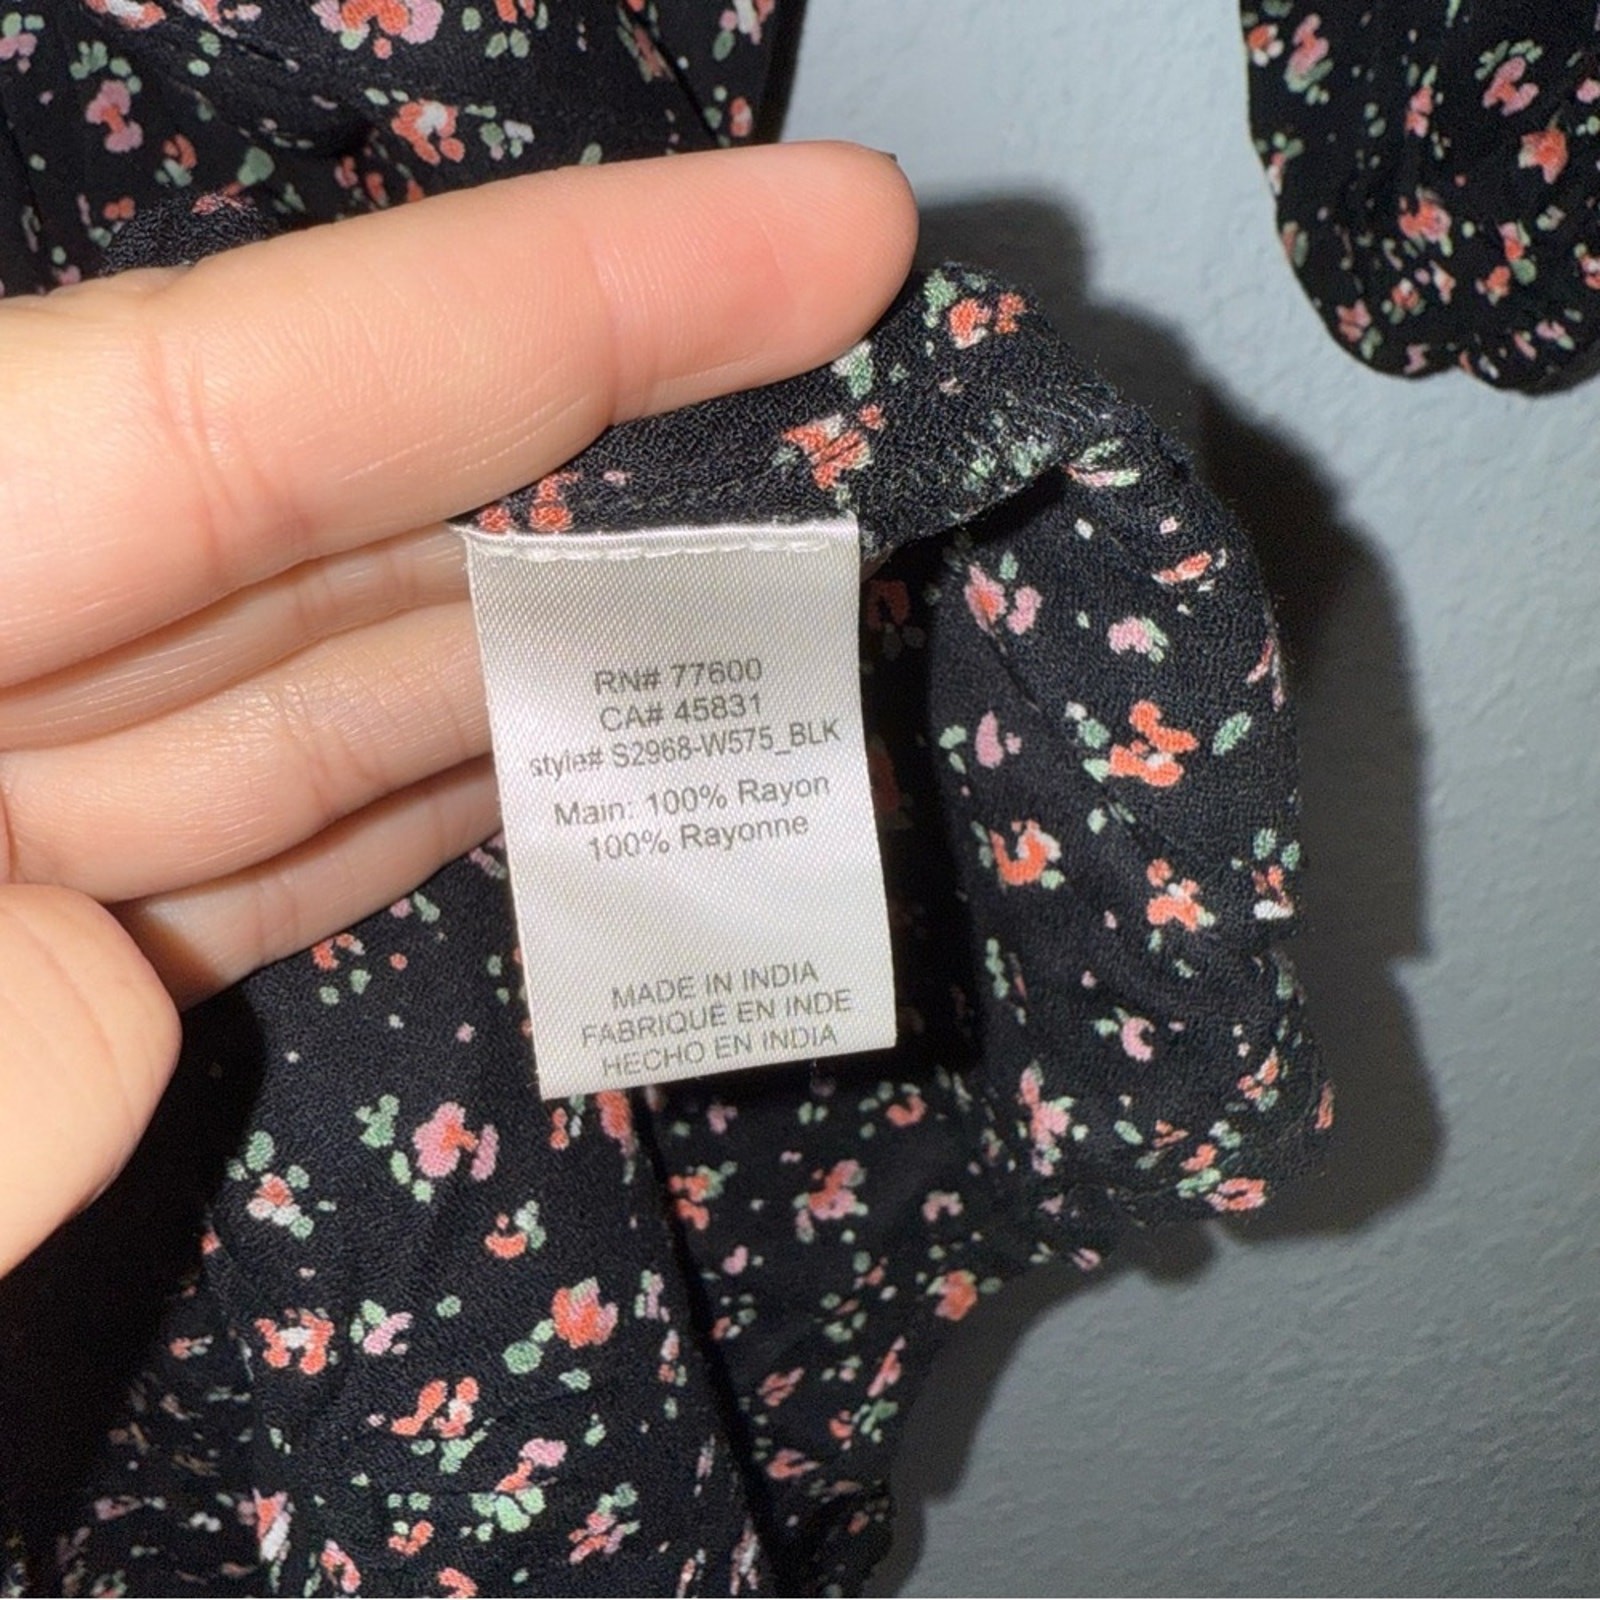 RN# 77600
CA# 45831
style# S2968-W575_BLK
Main: 100% Rayon
100% Rayonne
MADE IN INDIA
FABRIQUE EN INDE
HECHO EN INDIA